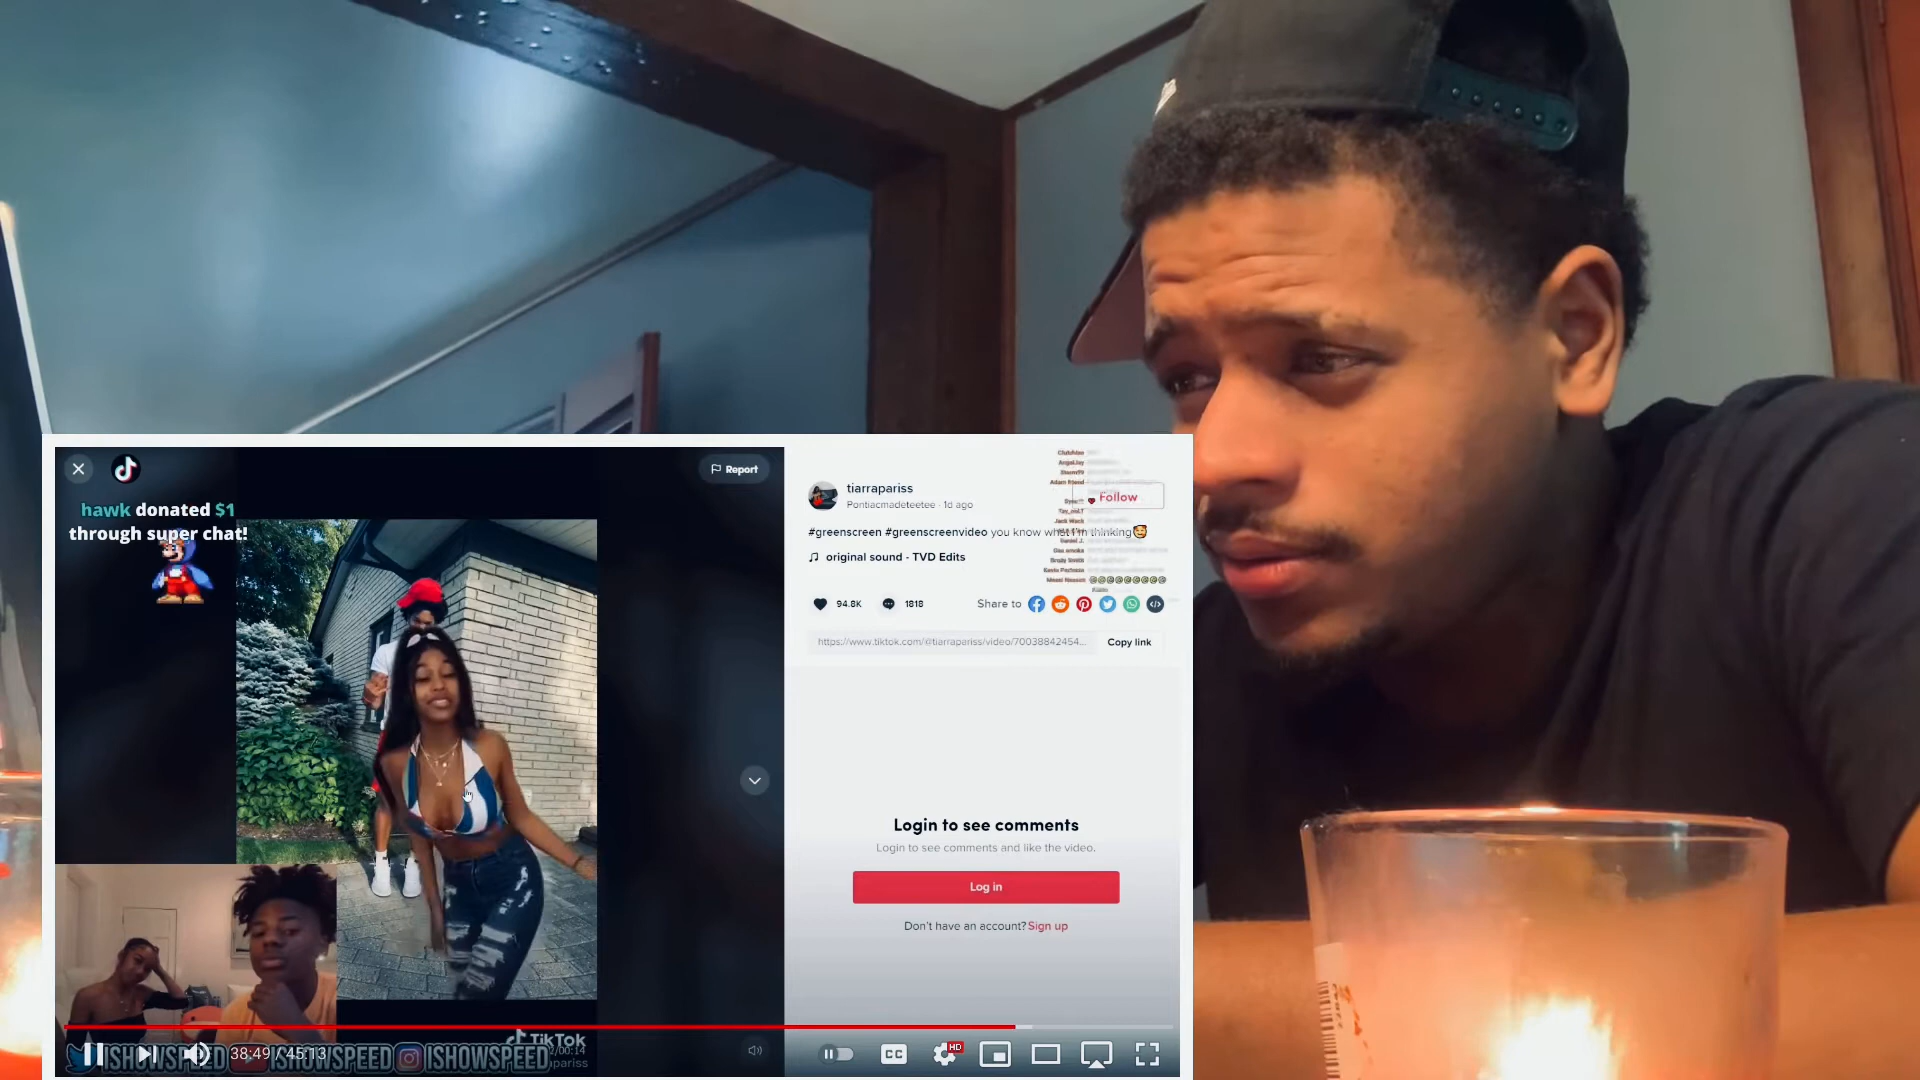 Report
hawk donated $1
through super chat!
tiarrapariss
Pontiacmadeteetee · 1d ago
Follow
#greenscreen #greenscreenvideo you know what I'm thinking
original sound - TVD Edits
94.8K
1818
Share to
https://www.tiktok.com/@tiarrapariss/video/70038842454...
Copy link
Login to see comments
Login to see comments and like the video.
Log in
Don't have an account? Sign up
TikTok
ISHOWSPEED ISHOWSPEED ISHOWSPEED
38:49 / 45:13
CC
HD